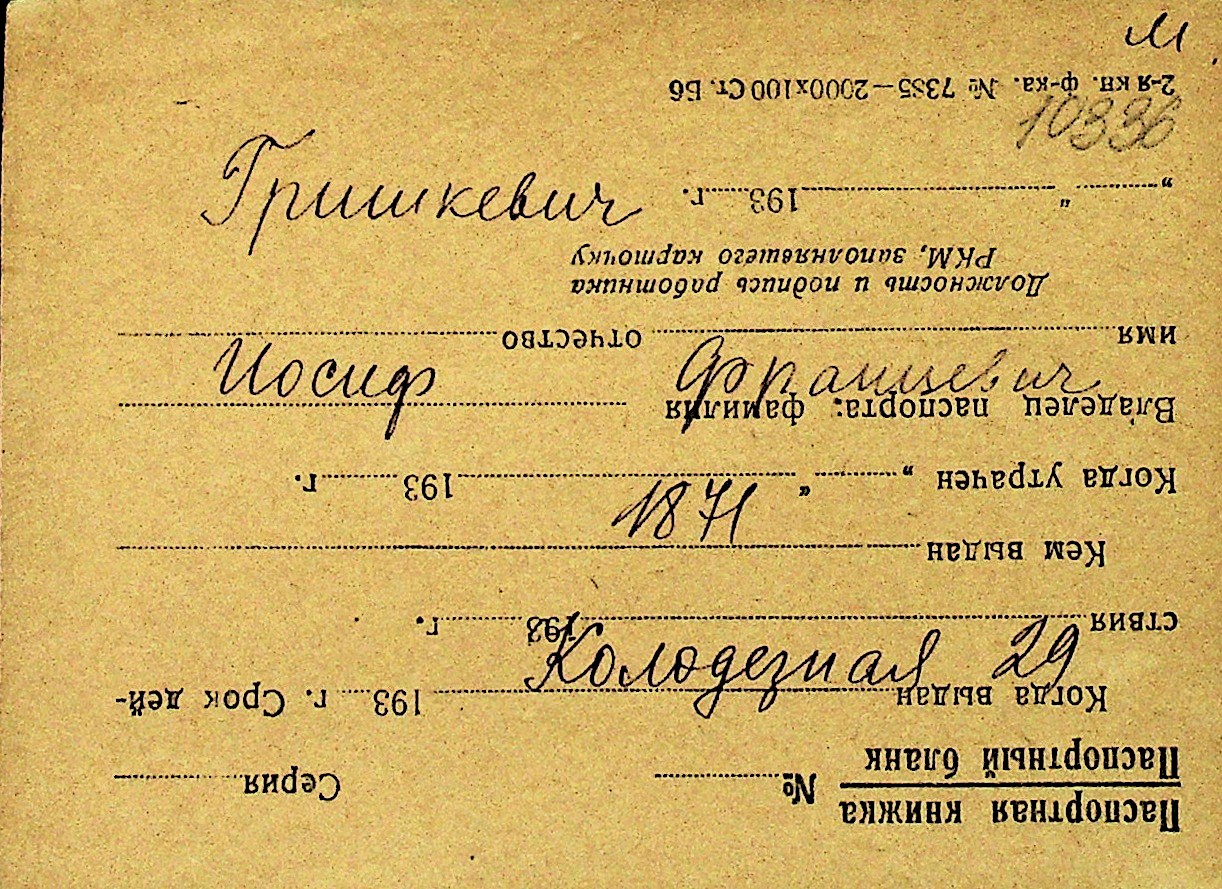 м
10336
Гришкевич
Иосиф Францевич
1871
Колодезная 29
Паспортная книжка
Паспортный бланк
№ Серия
Когда выдан 193 г. Срок дей-
ствия 193 г.
Кем выдан
Когда утрачен „ “ 193 г.
Владелец паспорта: фамилия
имя отчество
Должность и подпись работника
РКМ, заполнявшего карточку
„ “ 193 г.
2-я кн. ф-ка. № 7385—2000х100 Ст. Б6